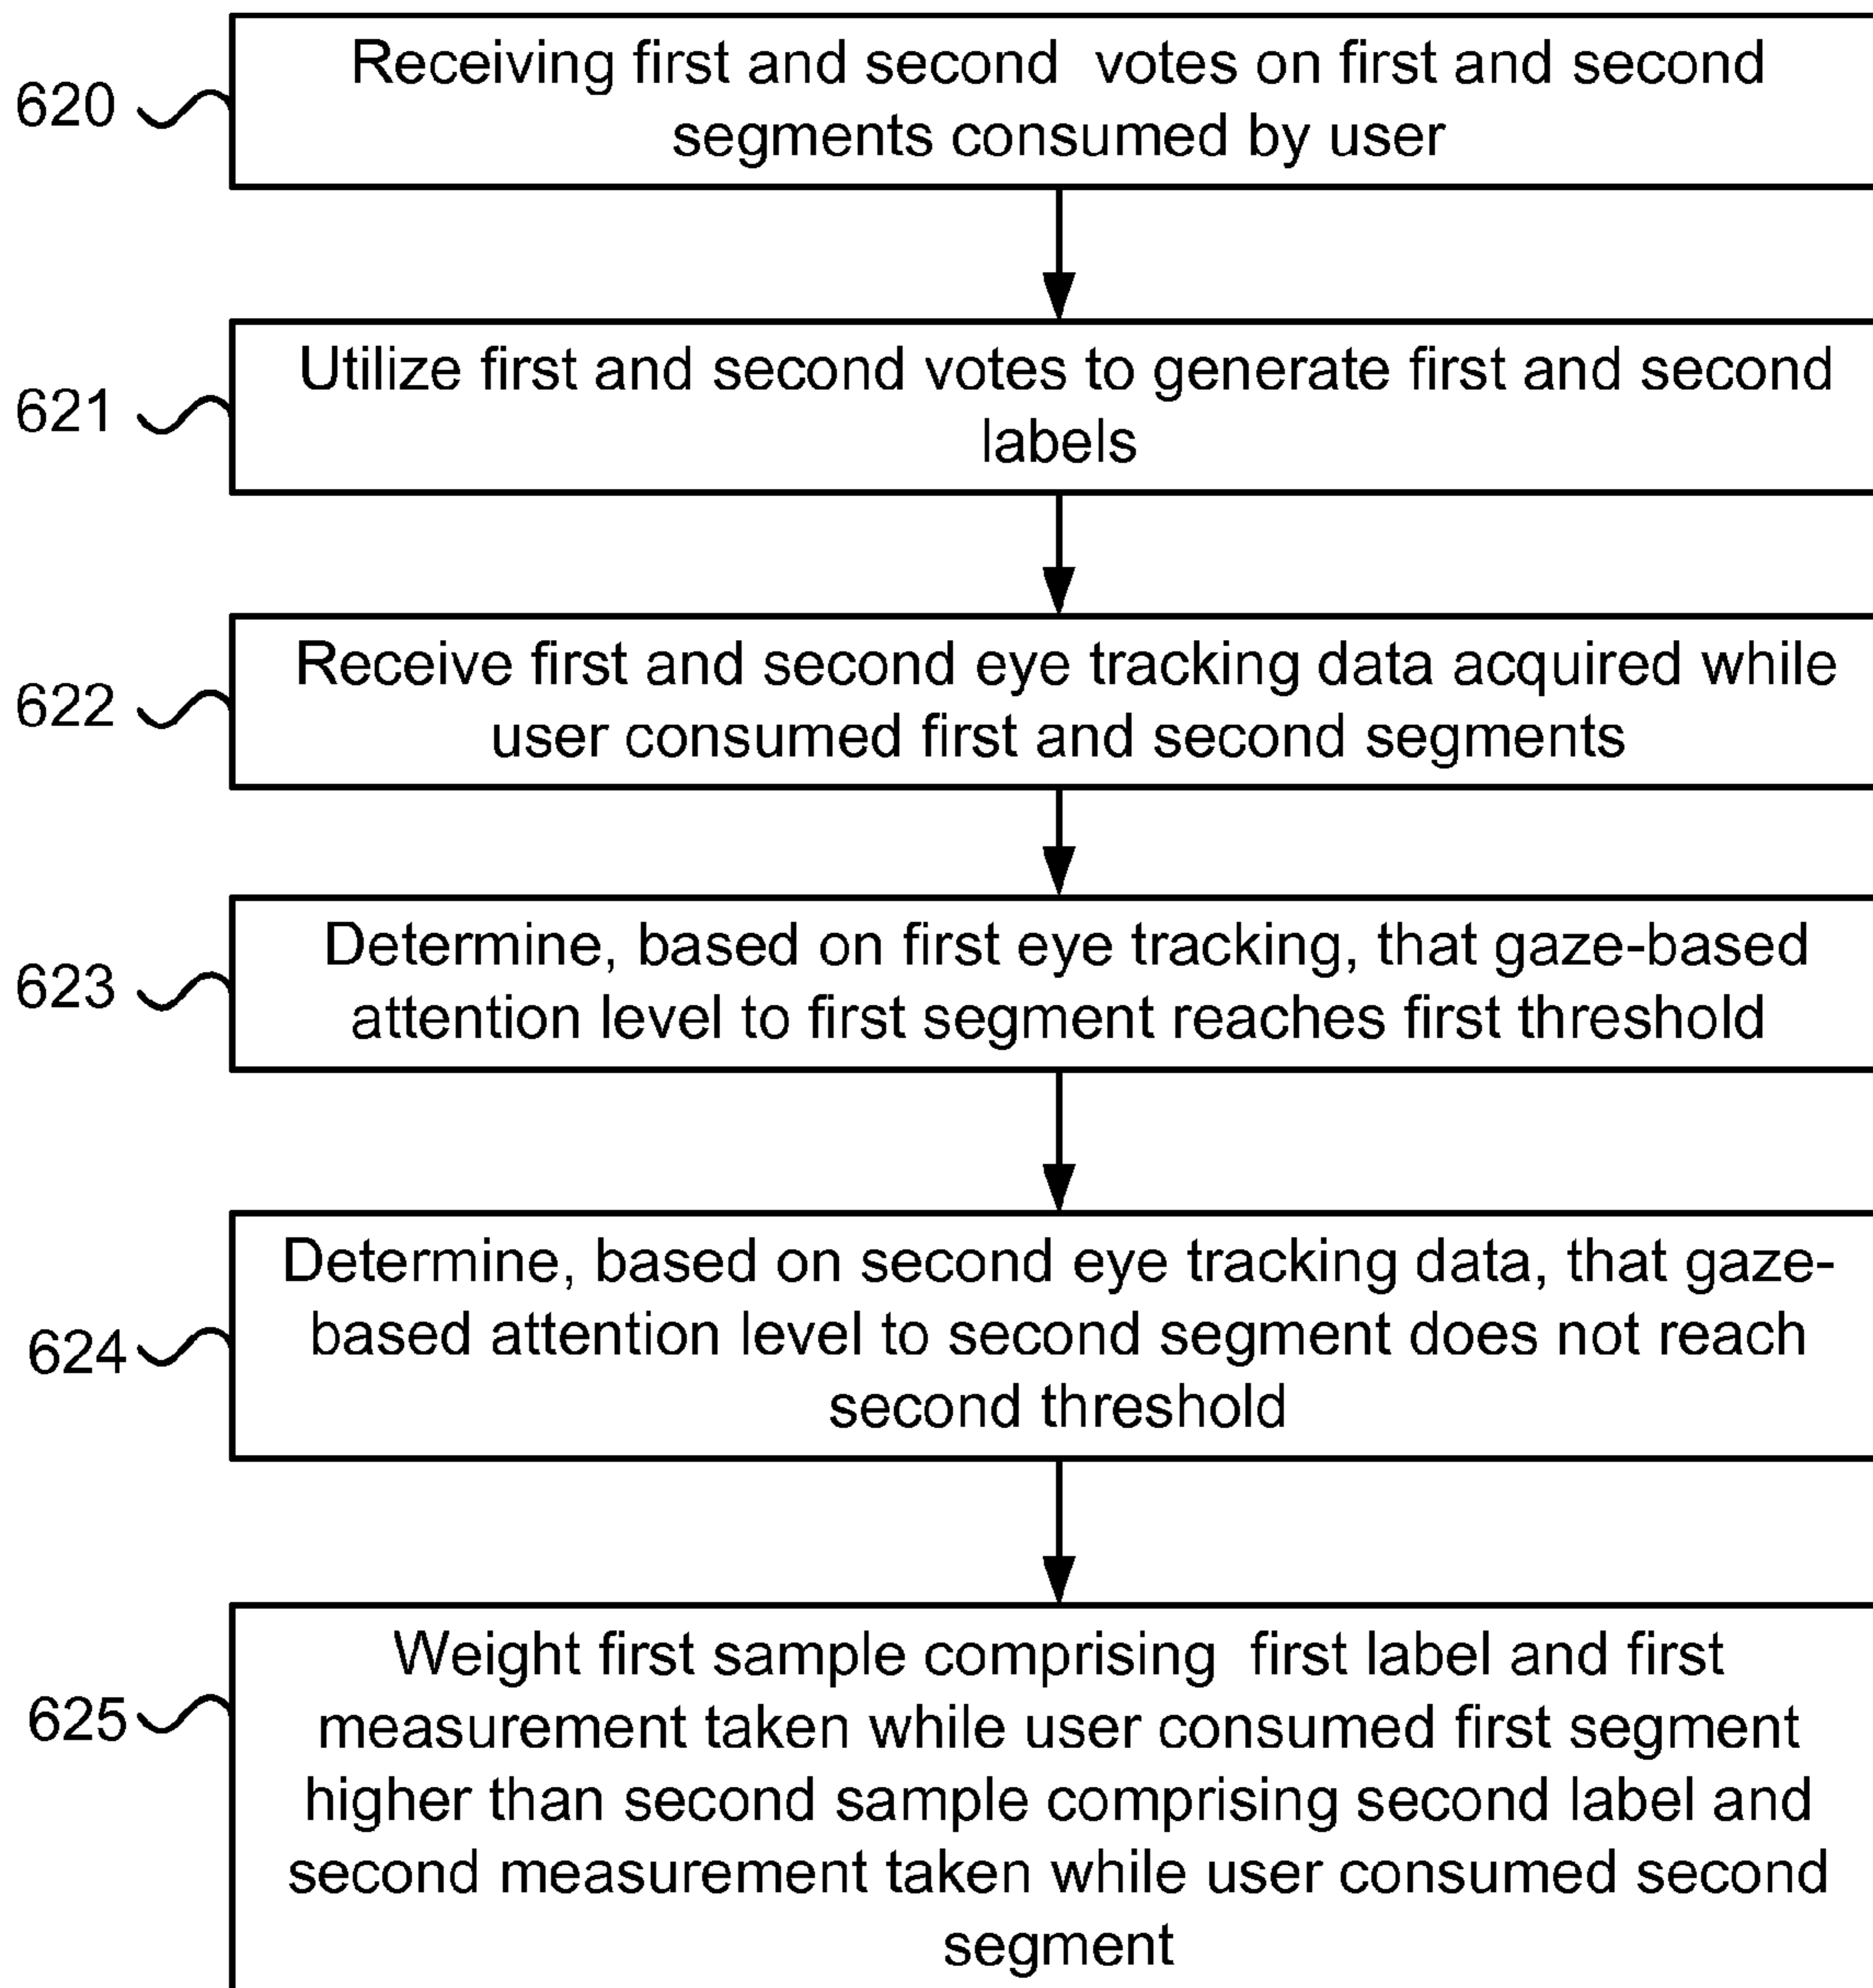 Receiving first and second votes on first and second
620
segments consumed by user
Utilize first and second votes to generate first and second
621
labels
Receive first and second eye tracking data acquired while
622
user consumed first and second segments
Determine, based on first eye tracking, that gaze-based
623
attention level to first segment reaches first threshold
Determine, based on second eye tracking data, that gaze-
624
based attention level to second segment does not reach
second threshold
Weight first sample comprising first label and first
625
measurement taken while user consumed first segment
higher than second sample comprising second label and
second measurement taken while user consumed second
segment